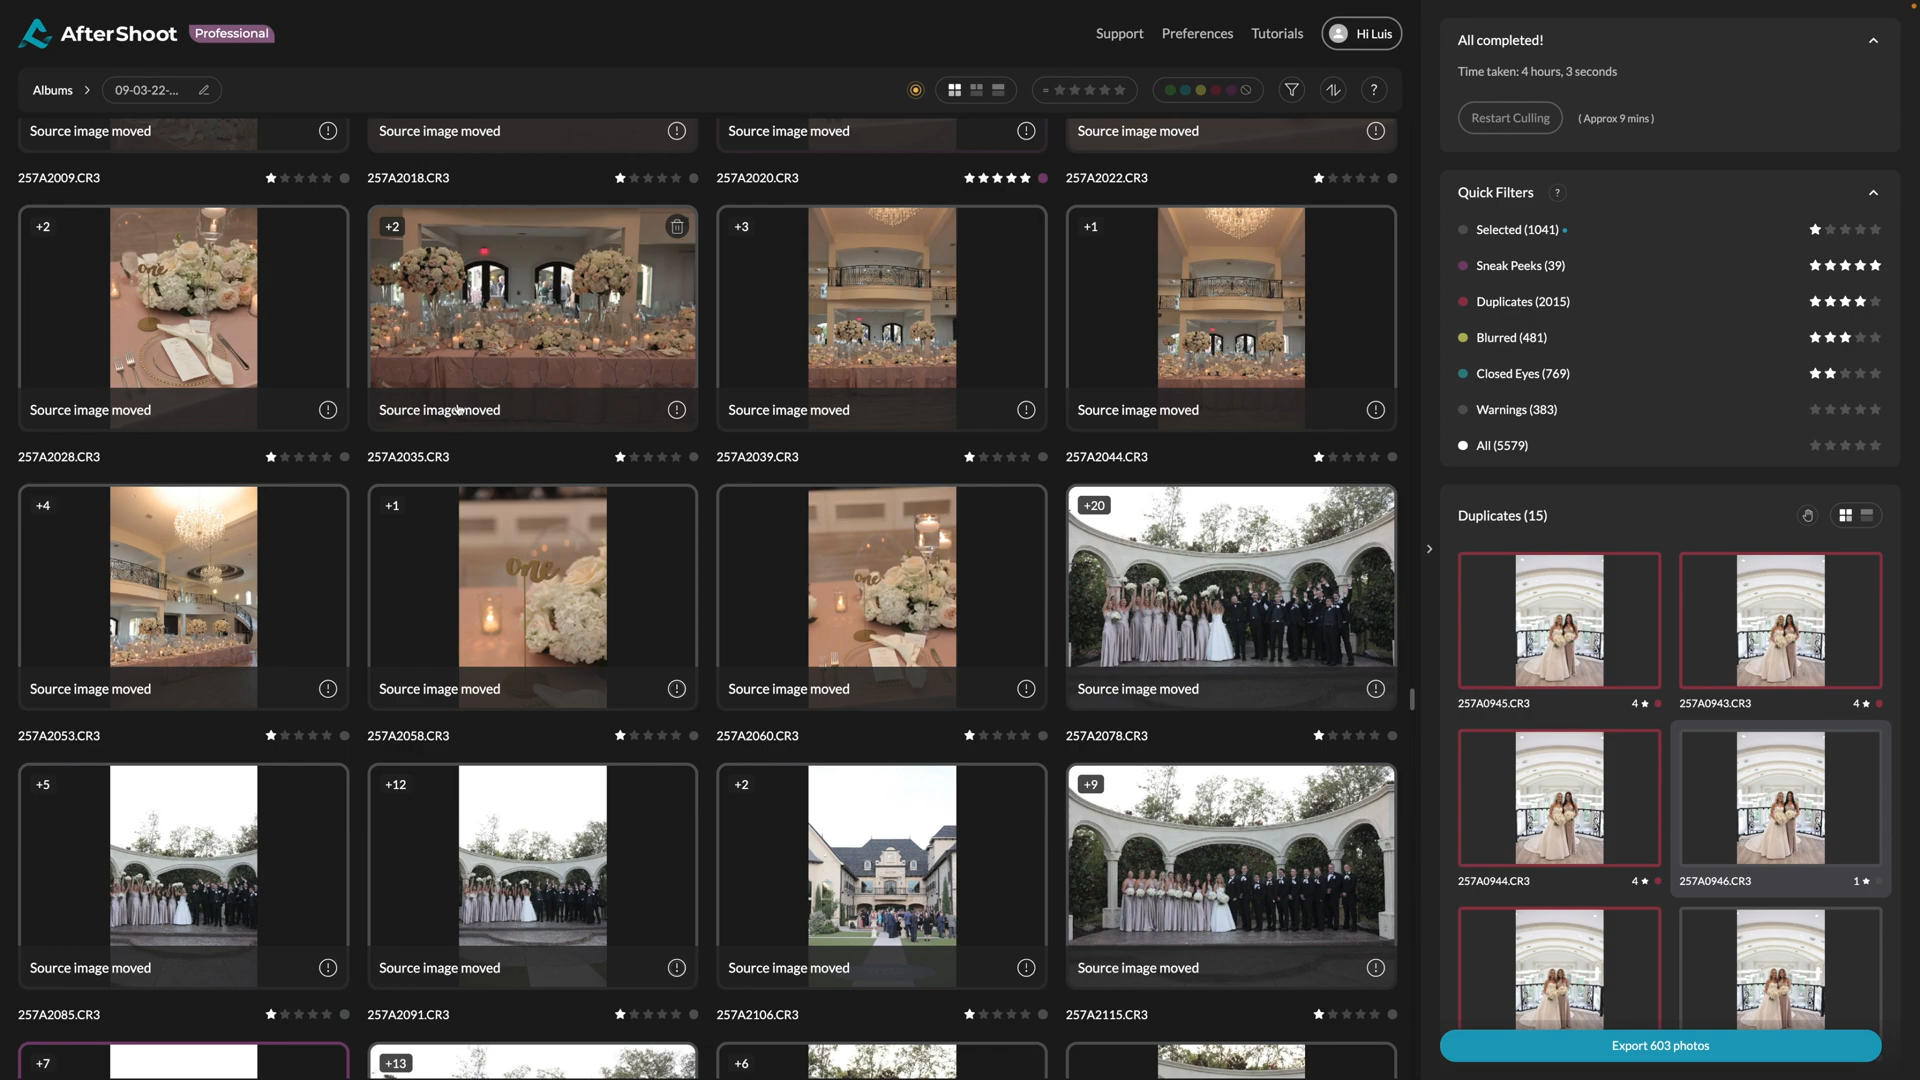 AfterShoot Professional
Support Preferences Tutorials Hi Luis
Albums > 09-03-22-... = ?
Source image moved Source image moved Source image moved Source image moved
257A2009.CR3 257A2018.CR3 257A2020.CR3 257A2022.CR3
+2 +2 +3 +1
one
Source image moved Source image moved Source image moved Source image moved
257A2028.CR3 257A2035.CR3 257A2039.CR3 257A2044.CR3
+4 +1 +20
one one
Source image moved Source image moved Source image moved Source image moved
257A2053.CR3 257A2058.CR3 257A2060.CR3 257A2078.CR3
+5 +12 +2 +9
Source image moved Source image moved Source image moved Source image moved
257A2085.CR3 257A2091.CR3 257A2106.CR3 257A2115.CR3
+7 +13 +6
All completed!
Time taken: 4 hours, 3 seconds
Restart Culling ( Approx 9 mins )
Quick Filters ?
Selected (1041)
Sneak Peeks (39)
Duplicates (2015)
Blurred (481)
Closed Eyes (769)
Warnings (383)
All (5579)
Duplicates (15)
257A0945.CR3 4 257A0943.CR3 4
257A0944.CR3 4 257A0946.CR3 1
Export 603 photos